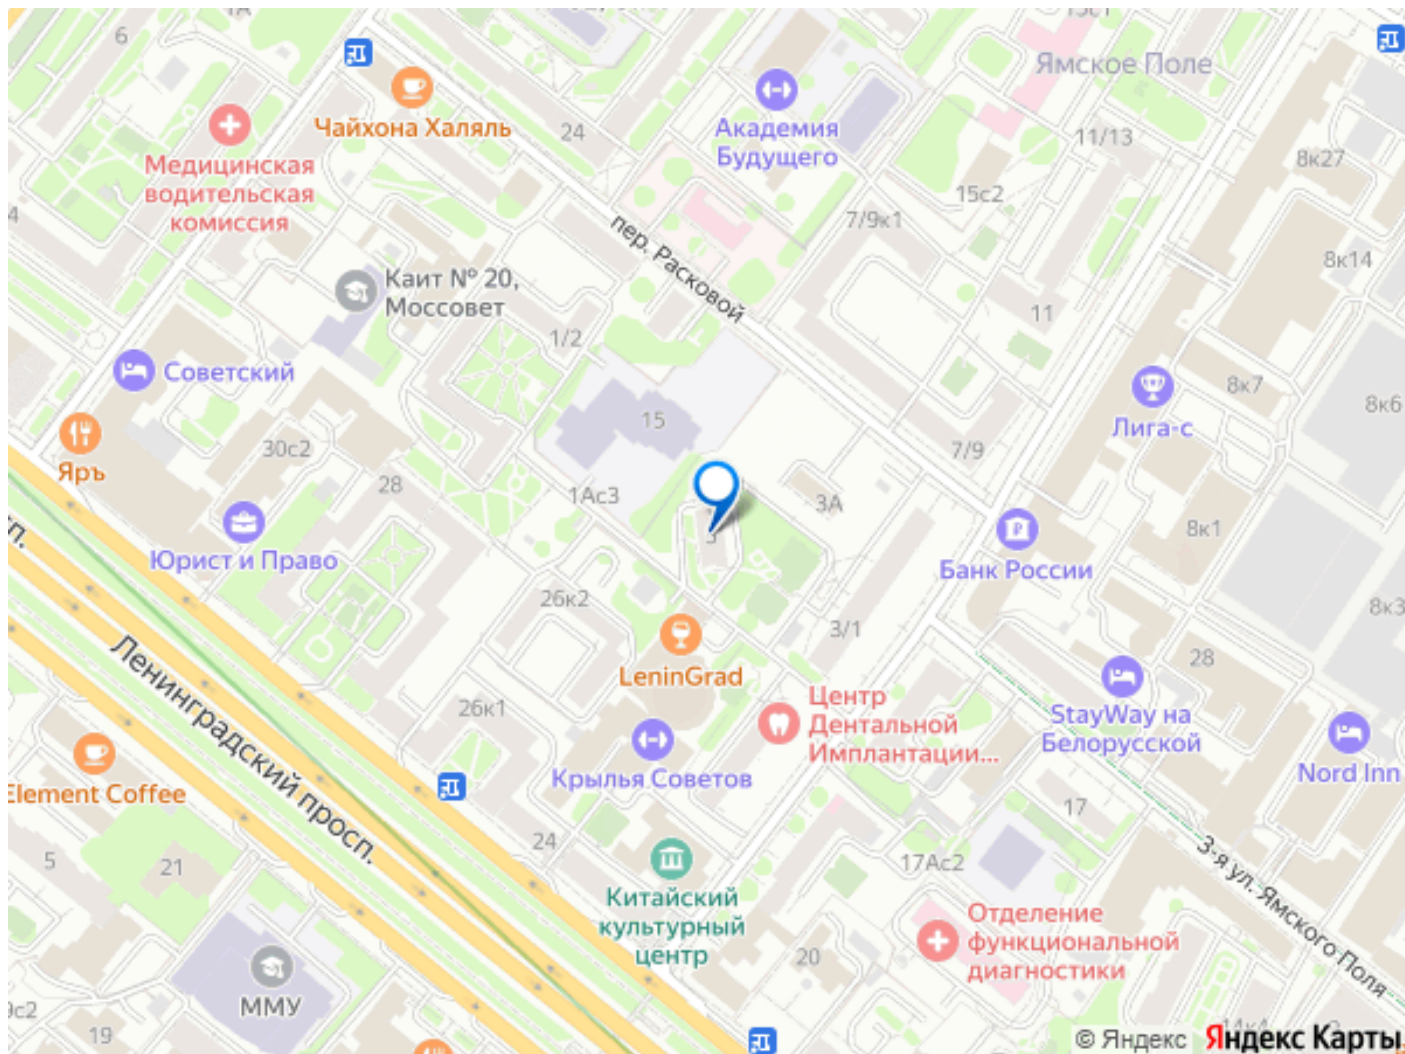 6
Чайхона Халяль
24
Академия
Будущего
Ямское Поле
11/13
8к27
Медицинская
водительская
комиссия
15с2
7/9к1
пер. Расковой
8к14
Каит № 20,
Моссовет
11
1/2
Советский
8к7
8к6
15
Лига-с
Яръ
30с2
28
7/9
1Ас3
3А
8к1
Юрист и Право
3
Банк России
26к2
8к3
3/1
LeninGrad
28
Ленинградский просп.
26к1
Центр
Дентальной
Имплантации...
StayWay на
Белорусской
Крылья Советов
Nord Inn
Element Coffee
17
24
5
21
17Ас2
3-я ул. Ямского Поля
Китайский
культурный
центр
Отделение
функциональной
диагностики
20
ММУ
19
© Яндекс Яндекс Карты